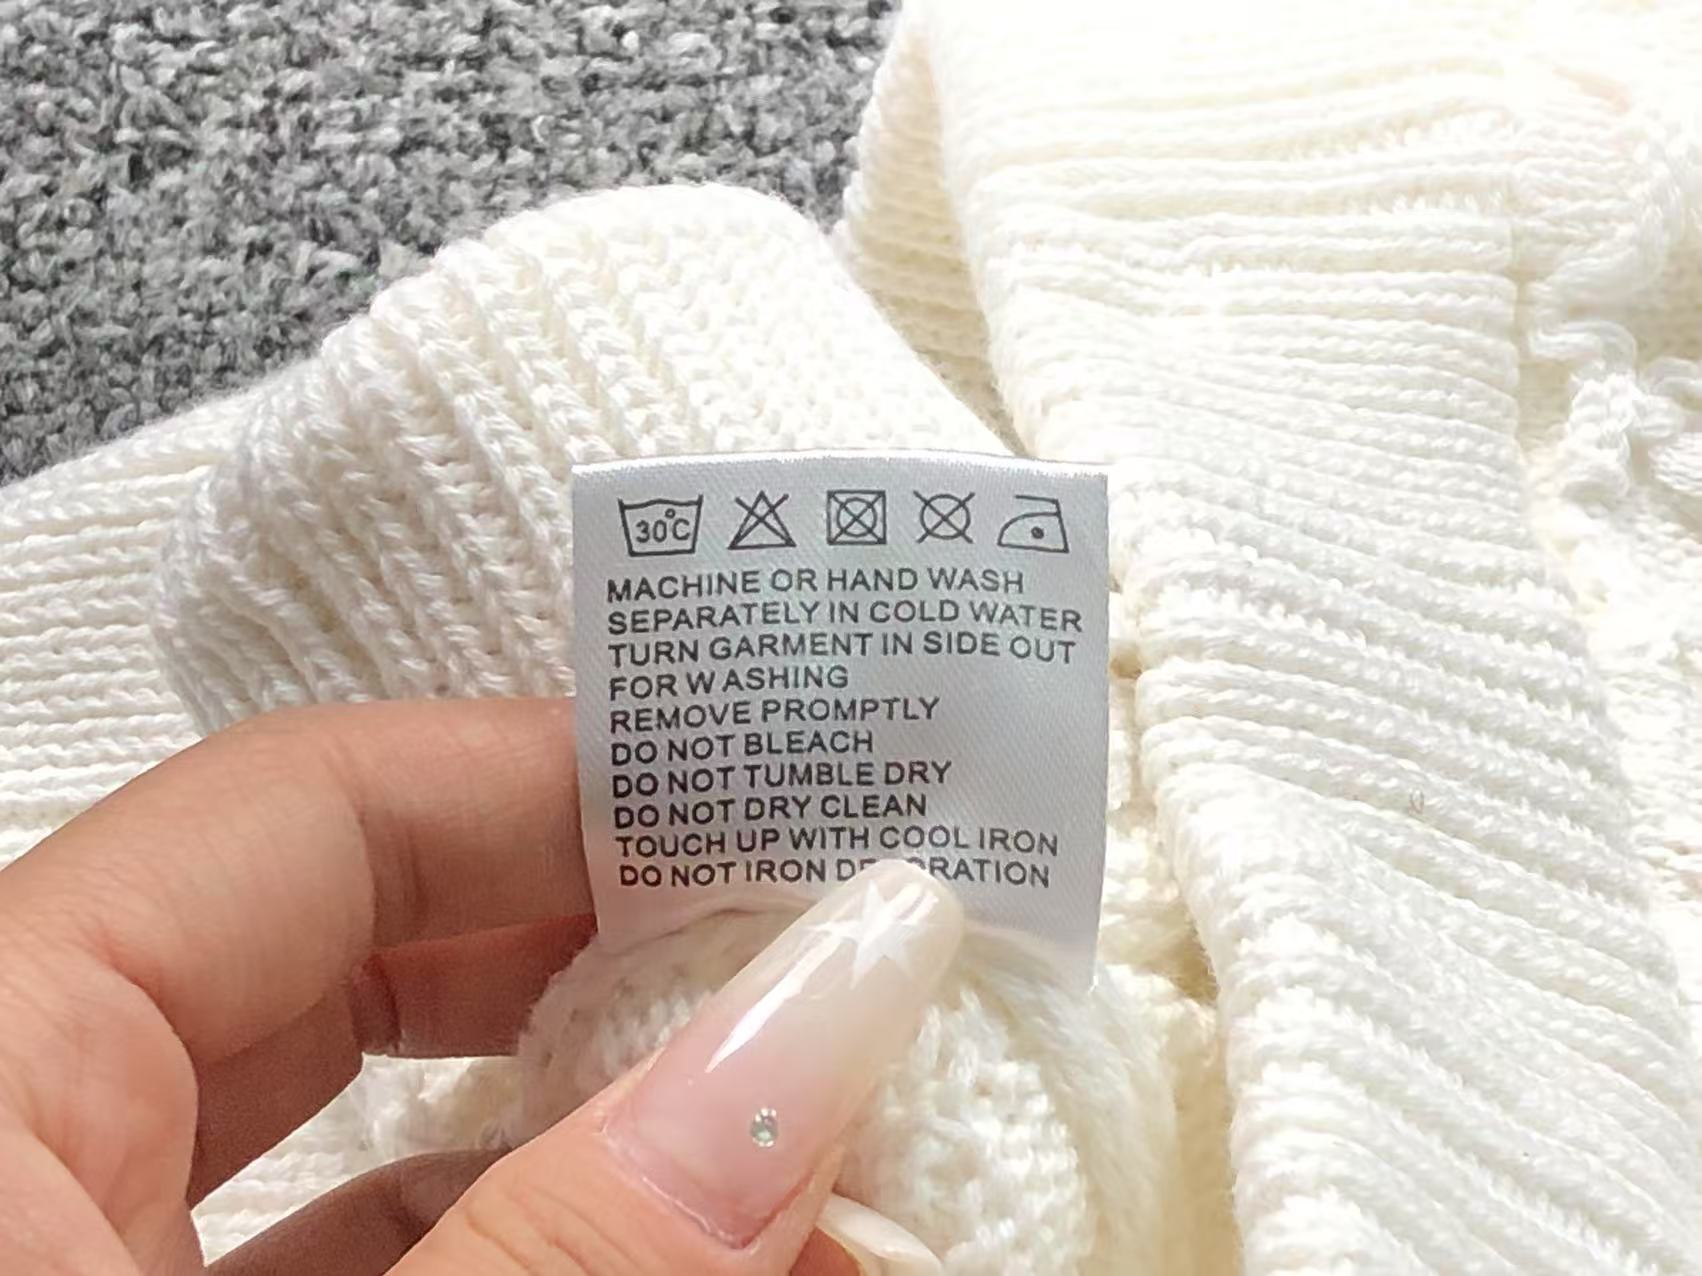 30°C
MACHINE OR HAND WASH
SEPARATELY IN COLD WATER
TURN GARMENT IN SIDE OUT
FOR W ASHING
REMOVE PROMPTLY
DO NOT BLEACH
DO NOT TUMBLE DRY
DO NOT DRY CLEAN
TOUCH UP WITH COOL IRON
DO NOT IRON